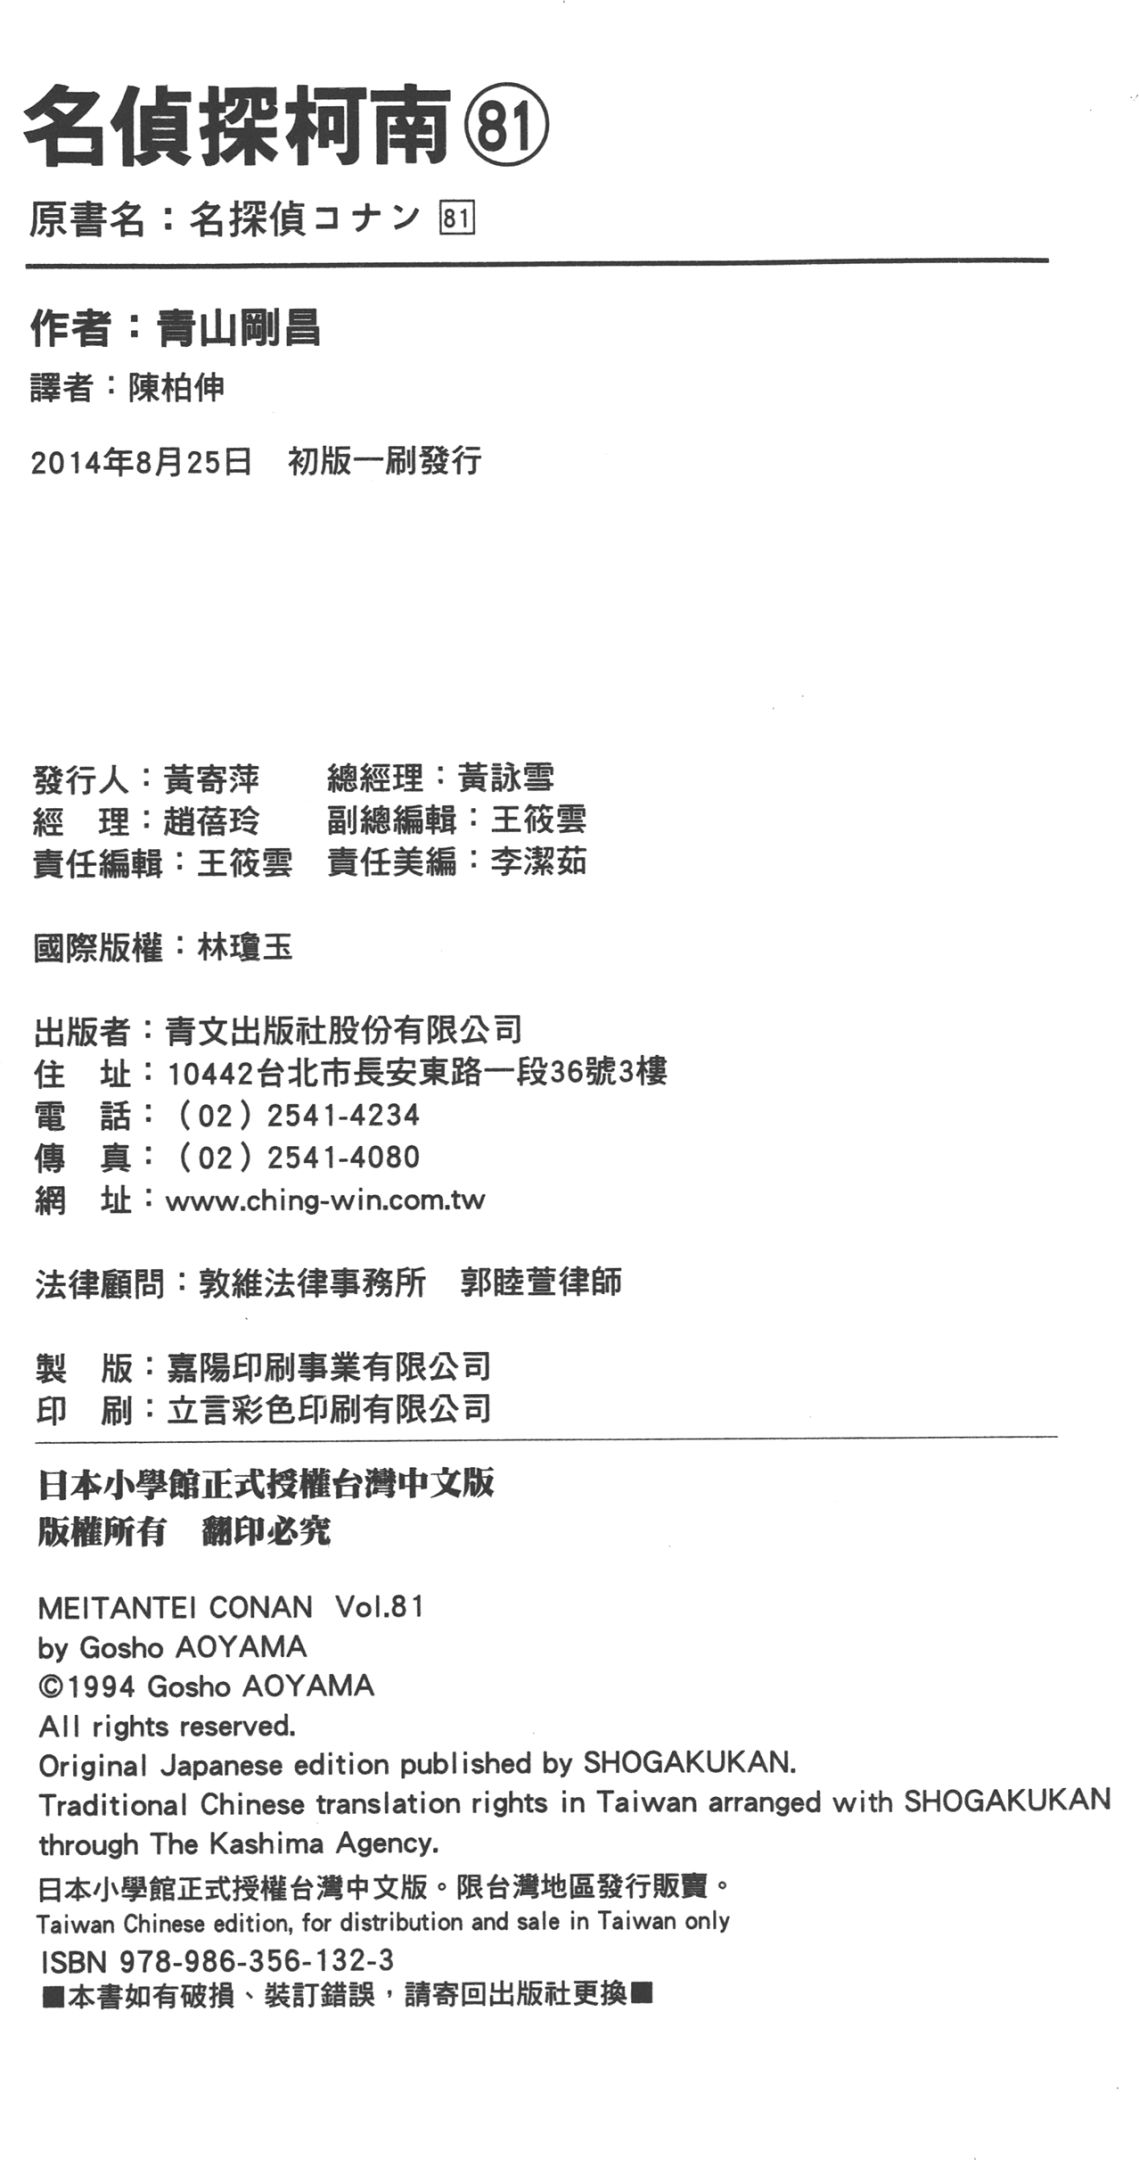 名偵探柯南㊶
原書名：名探偵コナン 81
作者：青山剛昌
譯者：陳柏伸
2014年8月25日　初版一刷發行
發行人：黃寄萍　　總經理：黃詠雪
經　理：趙蓓玲　　副總編輯：王筱雲
責任編輯：王筱雲　責任美編：李潔茹
國際版權：林瓊玉
出版者：青文出版社股份有限公司
住　址：10442台北市長安東路一段36號3樓
電　話：（02）2541-4234
傳　真：（02）2541-4080
網　址：www.ching-win.com.tw
法律顧問：敦維法律事務所　郭睦萱律師
製　版：嘉陽印刷事業有限公司
印　刷：立言彩色印刷有限公司
日本小學館正式授權台灣中文版
版權所有　翻印必究
MEITANTEI CONAN Vol.81
by Gosho AOYAMA
©1994 Gosho AOYAMA
All rights reserved.
Original Japanese edition published by SHOGAKUKAN.
Traditional Chinese translation rights in Taiwan arranged with SHOGAKUKAN
through The Kashima Agency.
日本小學館正式授權台灣中文版。限台灣地區發行販賣。
Taiwan Chinese edition, for distribution and sale in Taiwan only
ISBN 978-986-356-132-3
■本書如有破損、裝訂錯誤，請寄回出版社更換■